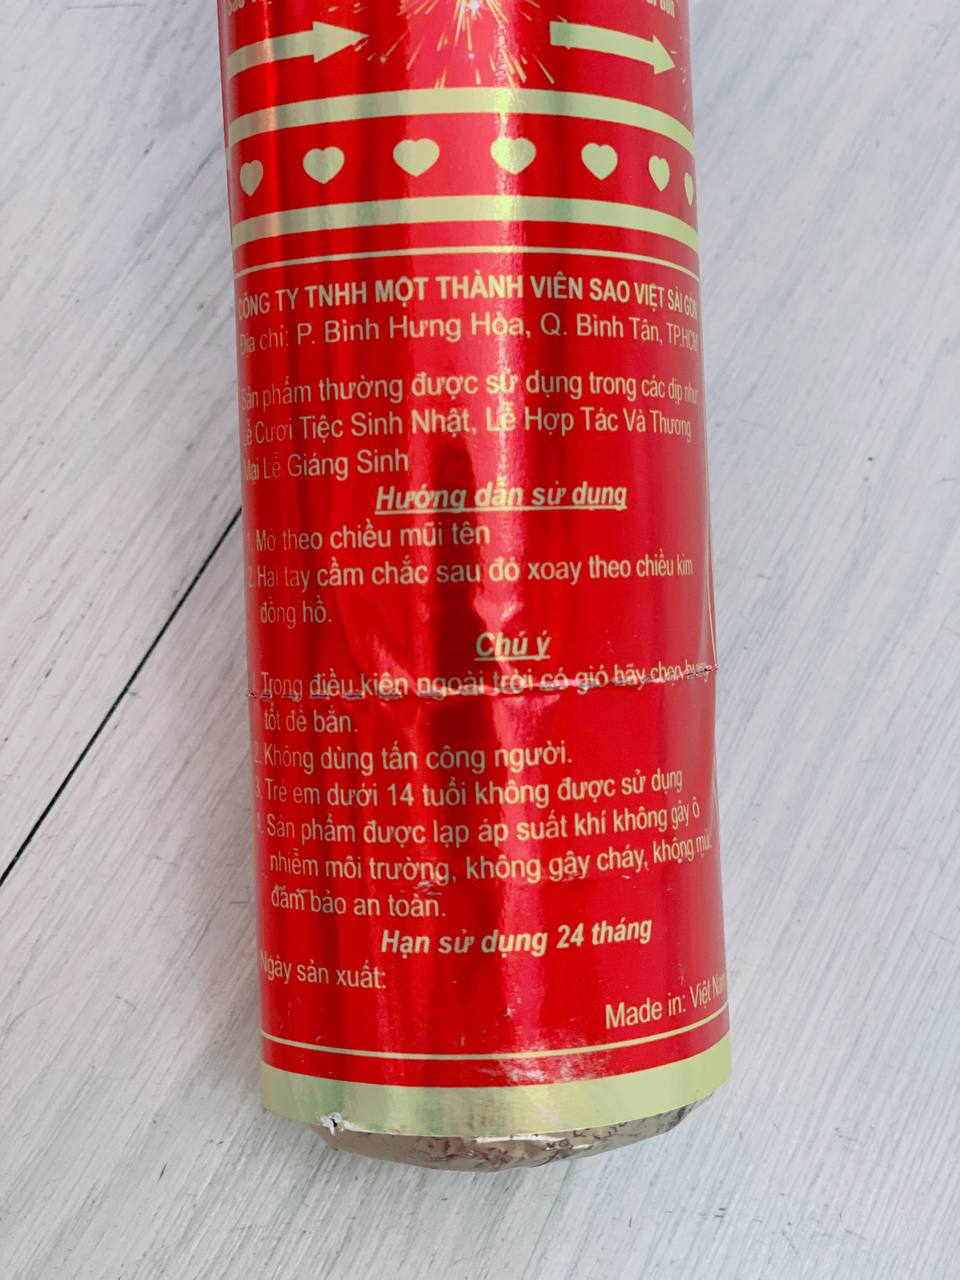 CÔNG TY TNHH MỘT THÀNH VIÊN SAO VIỆT SÀI GÒN
Địa chỉ: P. Bình Hưng Hòa, Q. Bình Tân, TP.HCM
Sản phẩm thường được sử dụng trong các dịp như
Lễ Cưới Tiệc Sinh Nhật, Lễ Hợp Tác Và Thương
Mại Lễ Giáng Sinh
Hướng dẫn sử dụng
1. Mở theo chiều mũi tên
2. Hai tay cầm chắc sau đó xoay theo chiều kim
đồng hồ.
Chú ý
Trong điều kiện ngoài trời có gió hãy chọn
tốt dè bắn.
2. Không dùng tấn công người.
3. Trẻ em dưới 14 tuổi không được sử dụng
4. Sản phẩm được lạp áp suất khí không gây ô
nhiễm môi trường, không gây cháy, không mùi,
đãm bảo an toàn.
Hạn sử dụng 24 tháng
Ngày sản xuất:
Made in: Việt Nam